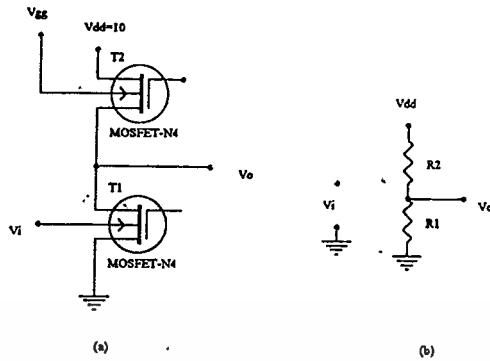 Vgg
Vdd=10
T2
MOSFET-N4
Vo
T1
Vi
MOSFET-N4
(a)
Vdd
R2
Vi
R1
(b)